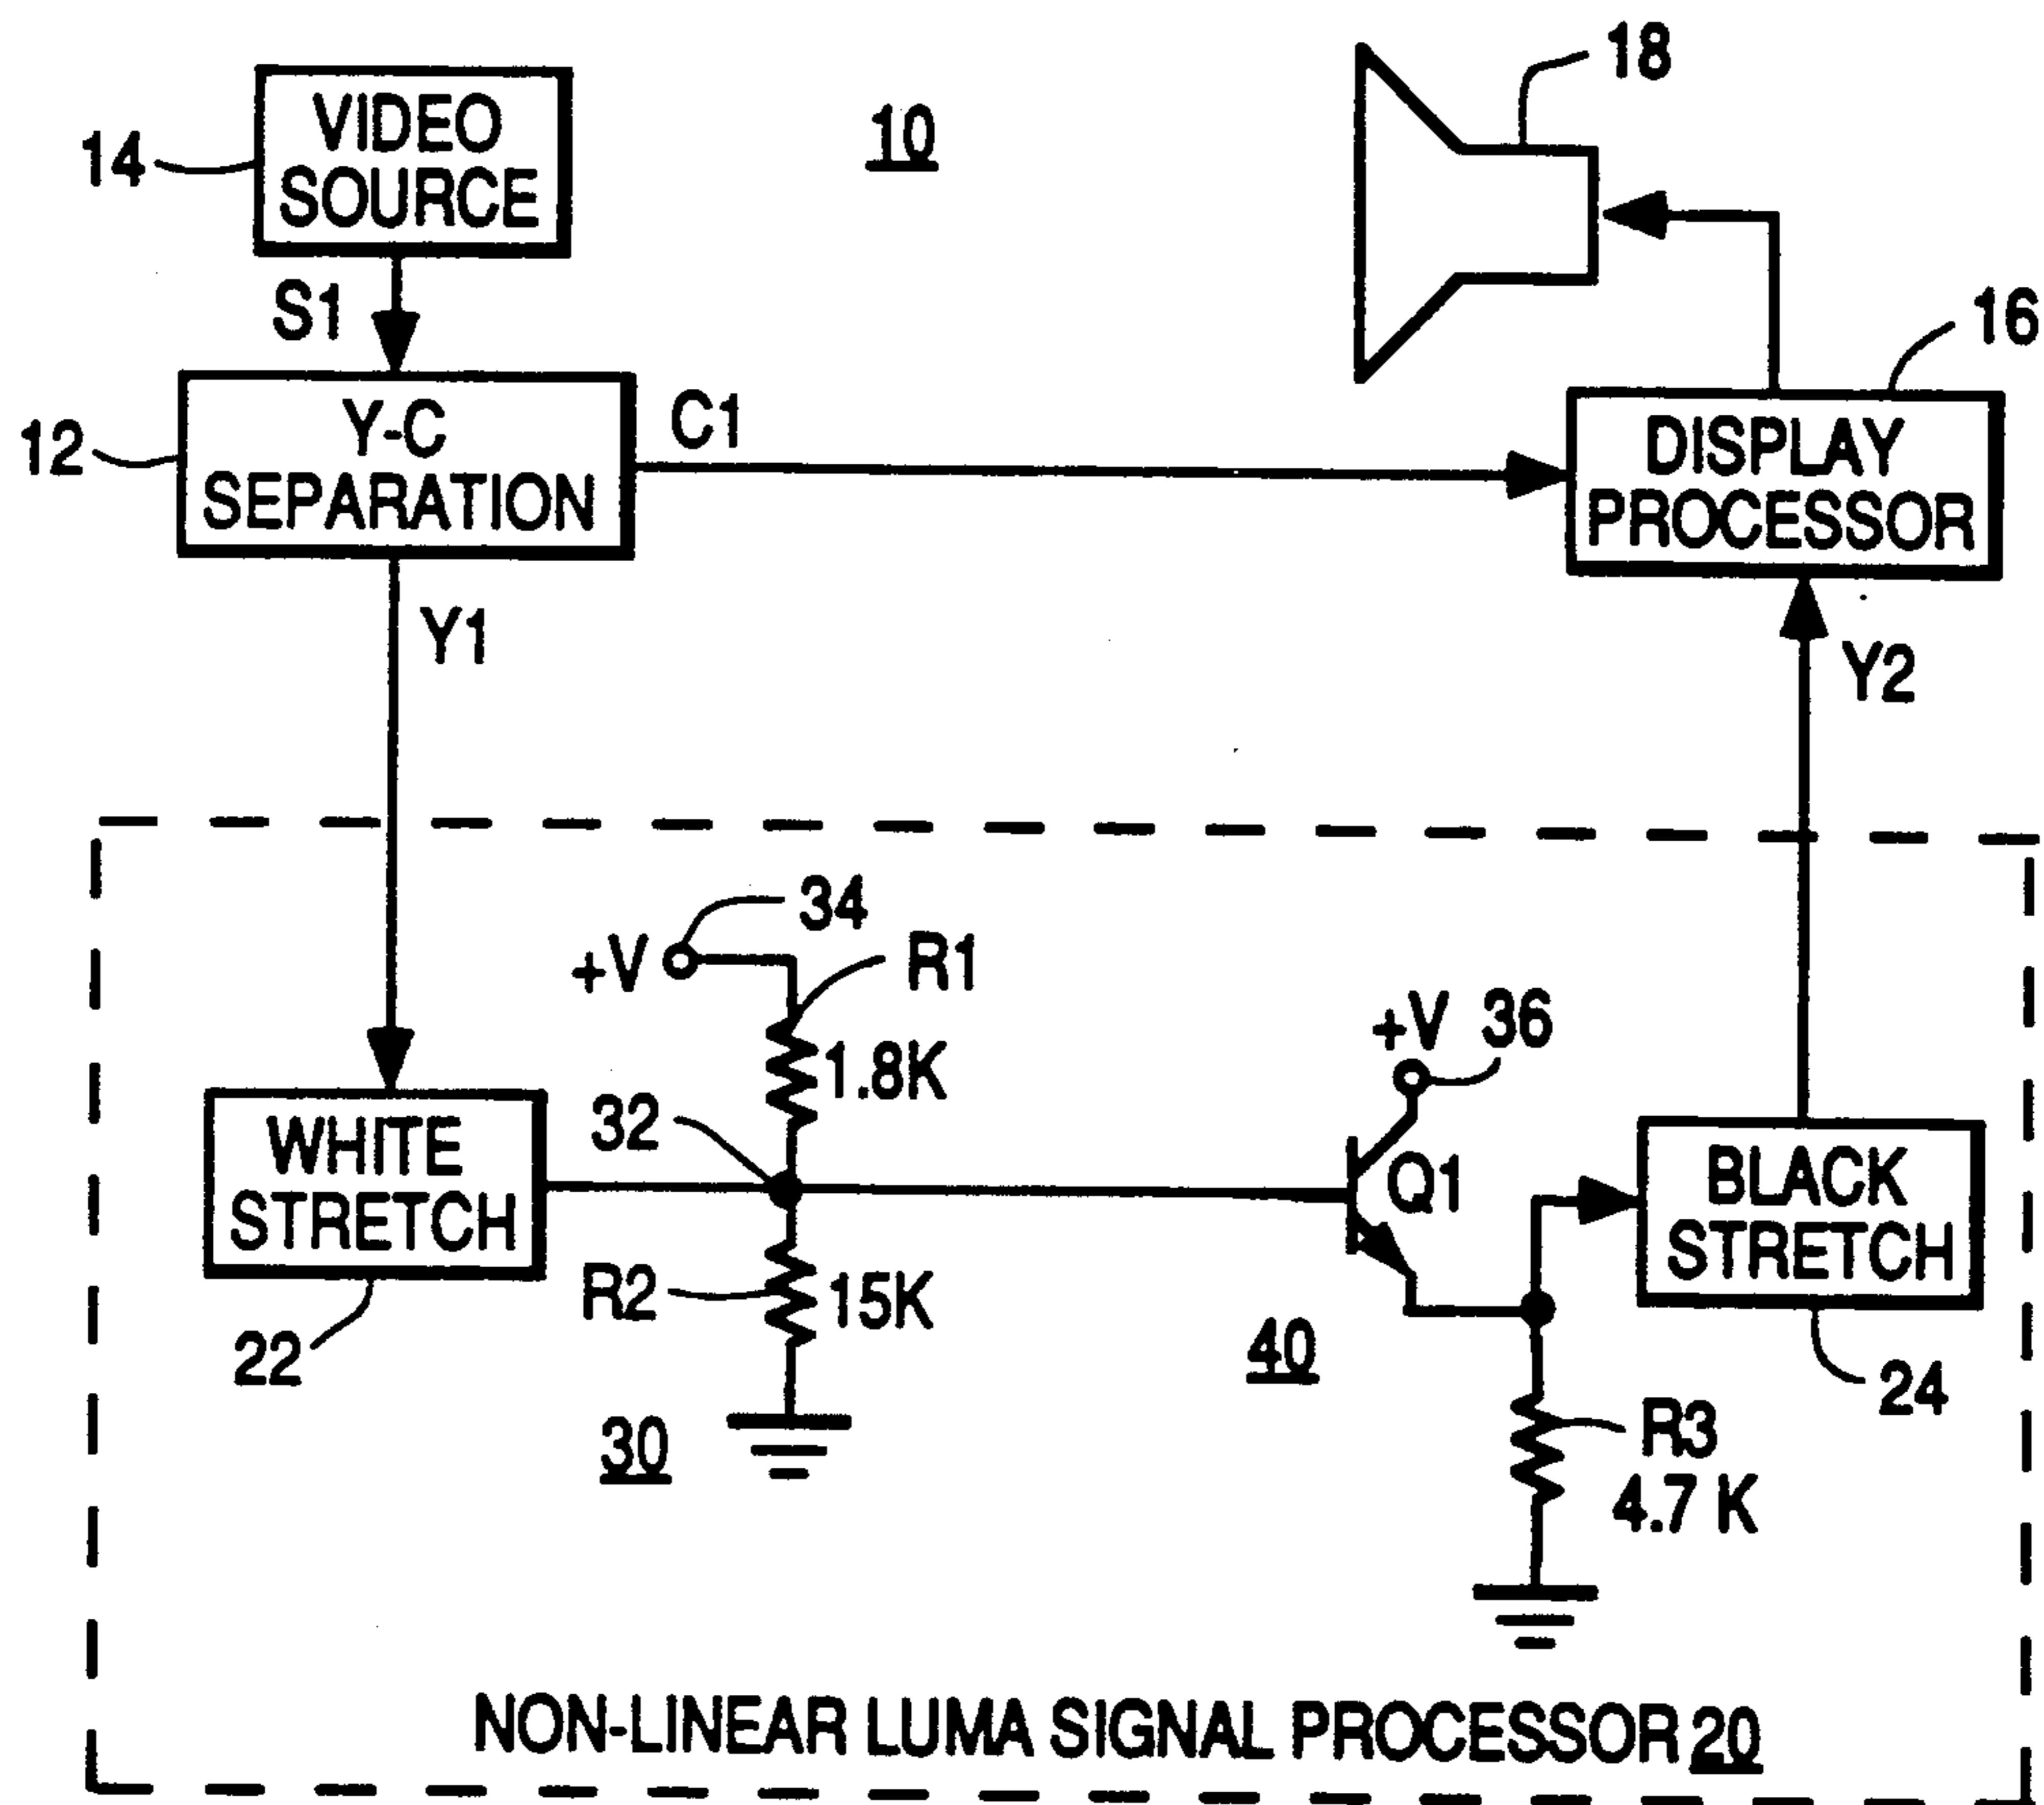 18
10
14
VIDEO
SOURCE
S1
16
12
Y-C
SEPARATION
C1
DISPLAY
PROCESSOR
Y1
Y2
34
+V
R1
1.8K
+V 36
32
WHITE
STRETCH
Q1
BLACK
STRETCH
R2
15K
22
40
24
30
R3
4.7 K
NON-LINEAR LUMA SIGNAL PROCESSOR 20